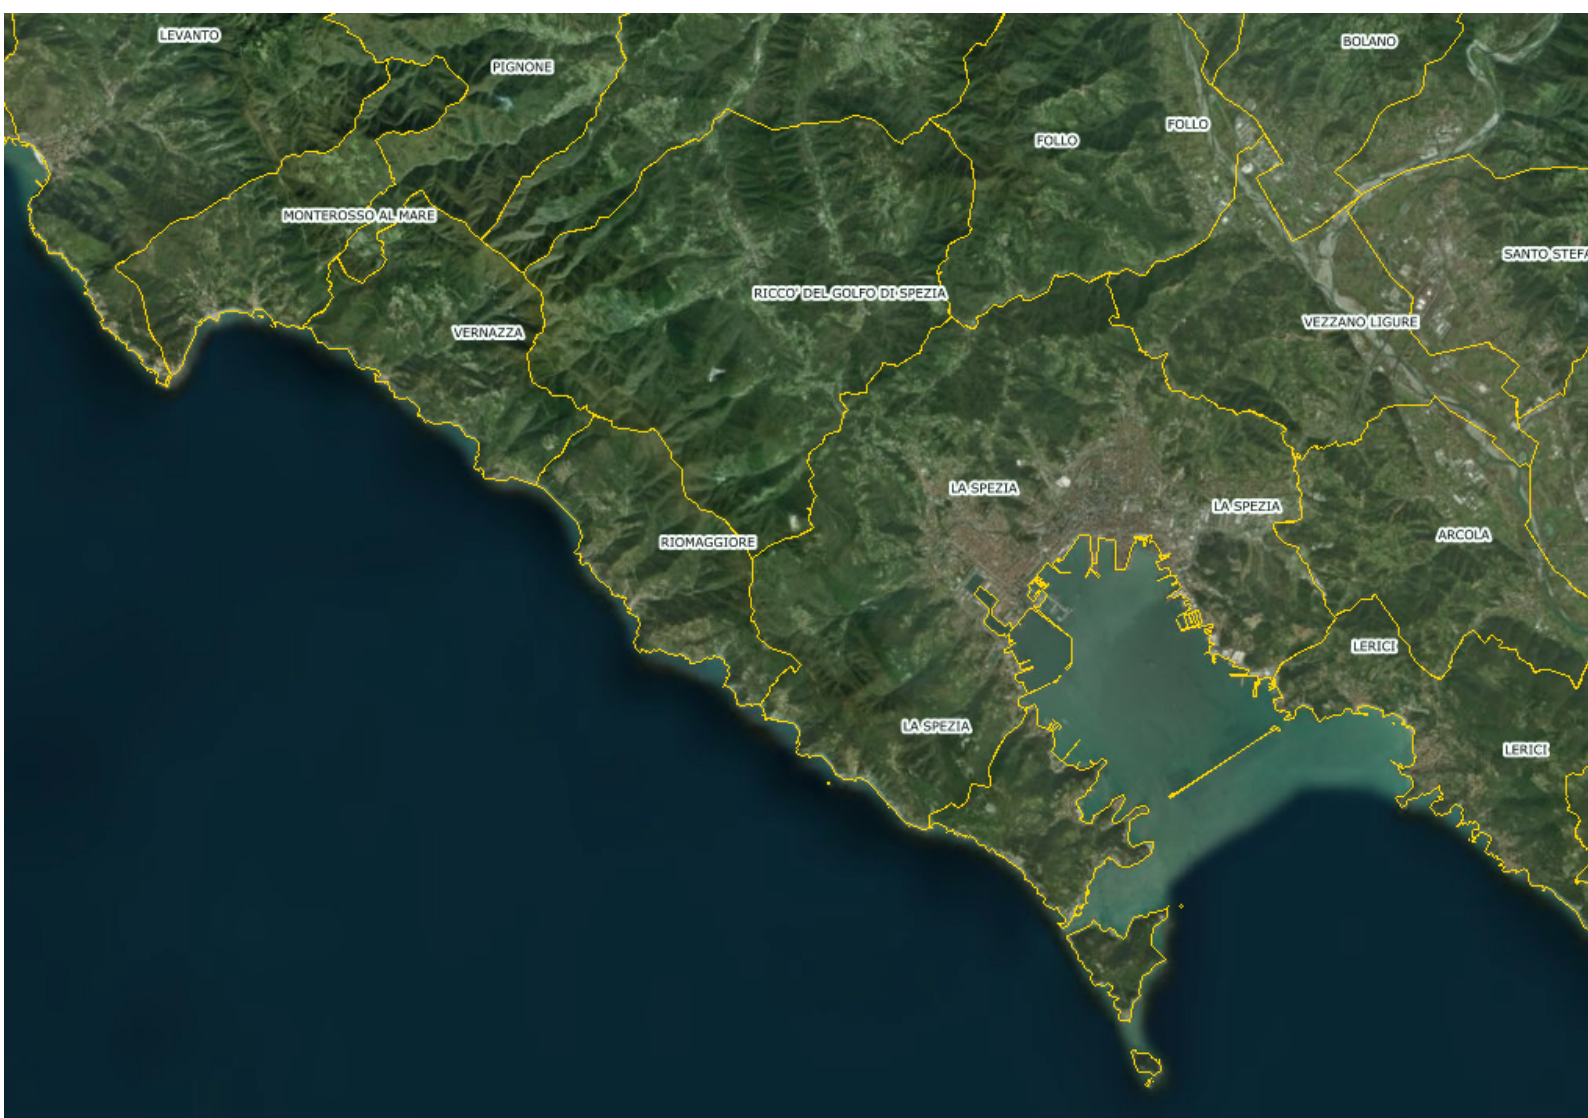 LEVANTO
BOLANO
PIGNONE
FOLLO
FOLLO
MONTEROSSO AL MARE
SANTO STEFA
RICCO' DEL GOLFO DI SPEZIA
VEZZANO LIGURE
VERNAZZA
LA SPEZIA
LA SPEZIA
ARCOLA
RIOMAGGIORE
LERICI
LA SPEZIA
LERICI